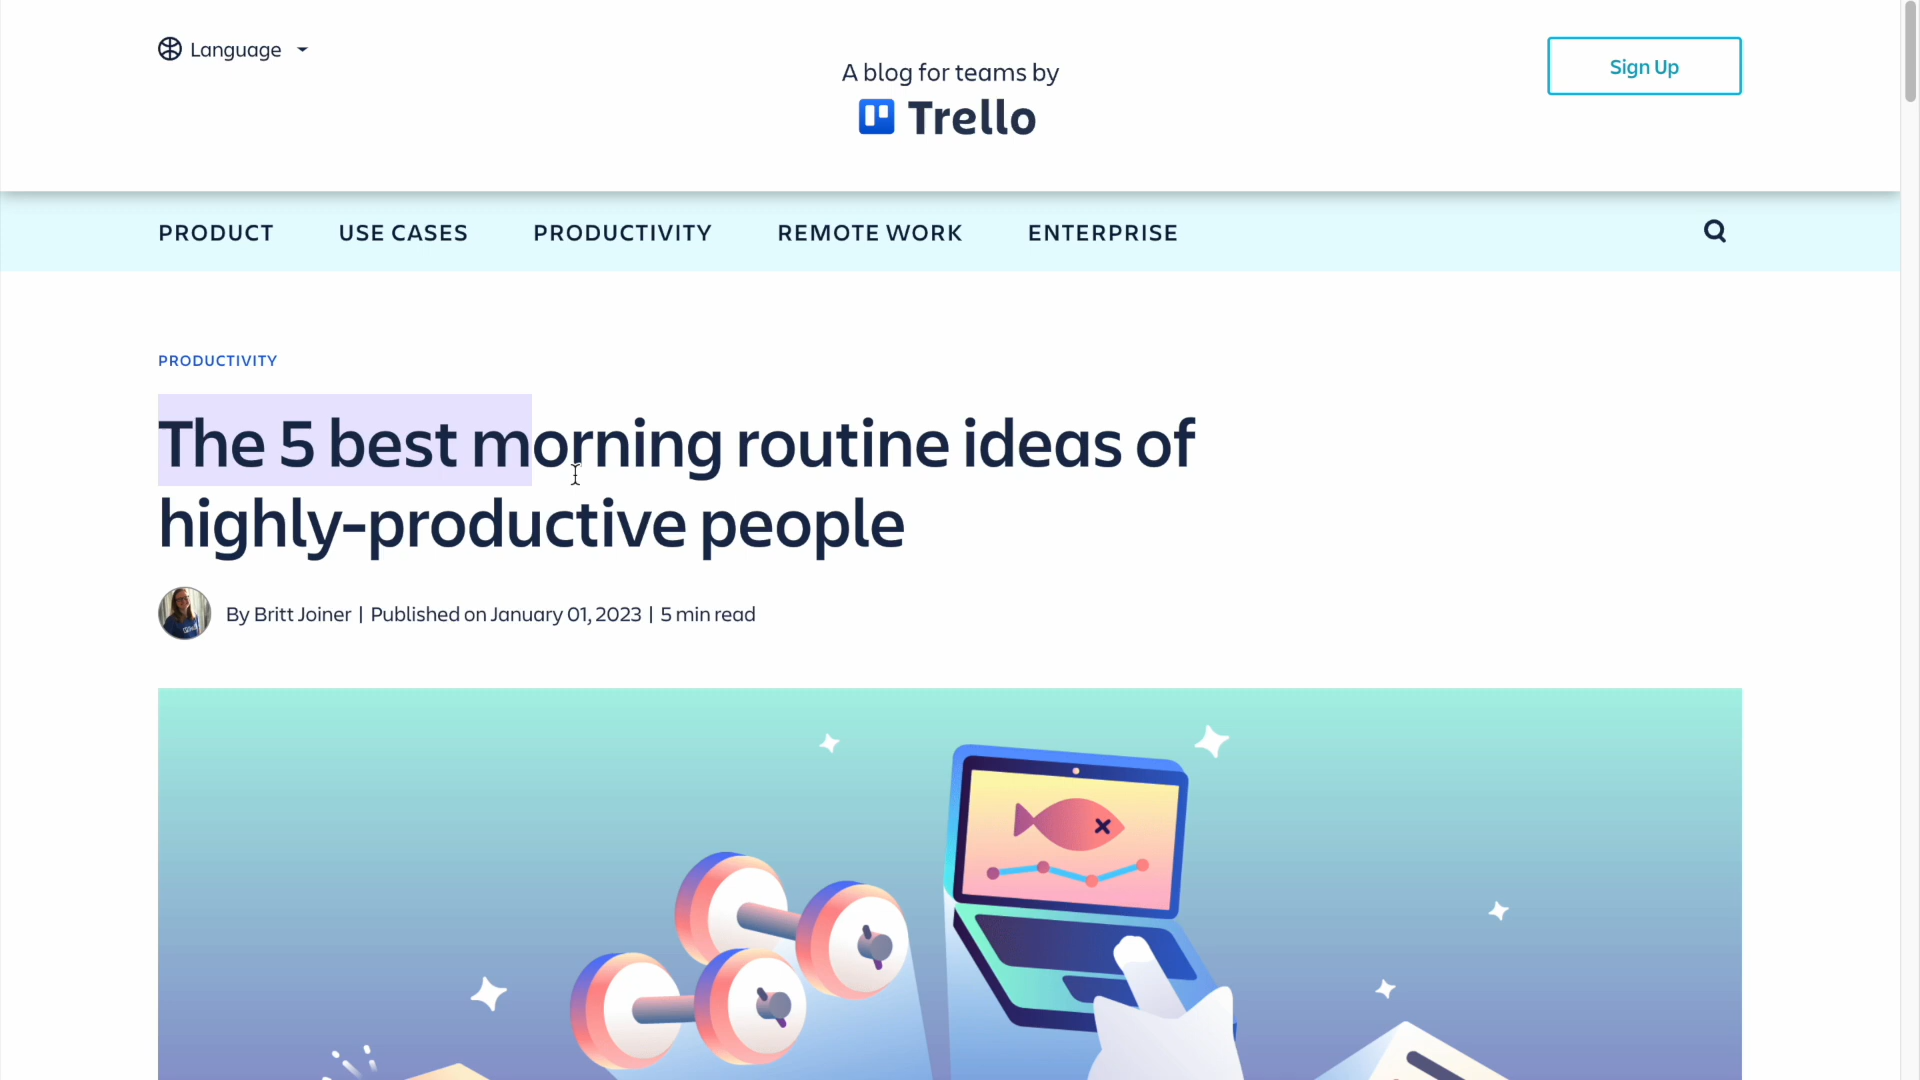 Language
A blog for teams by
Trello
Sign Up
PRODUCT USE CASES PRODUCTIVITY REMOTE WORK ENTERPRISE
PRODUCTIVITY
The 5 best morning routine ideas of
highly-productive people
By Britt Joiner | Published on January 01, 2023 | 5 min read